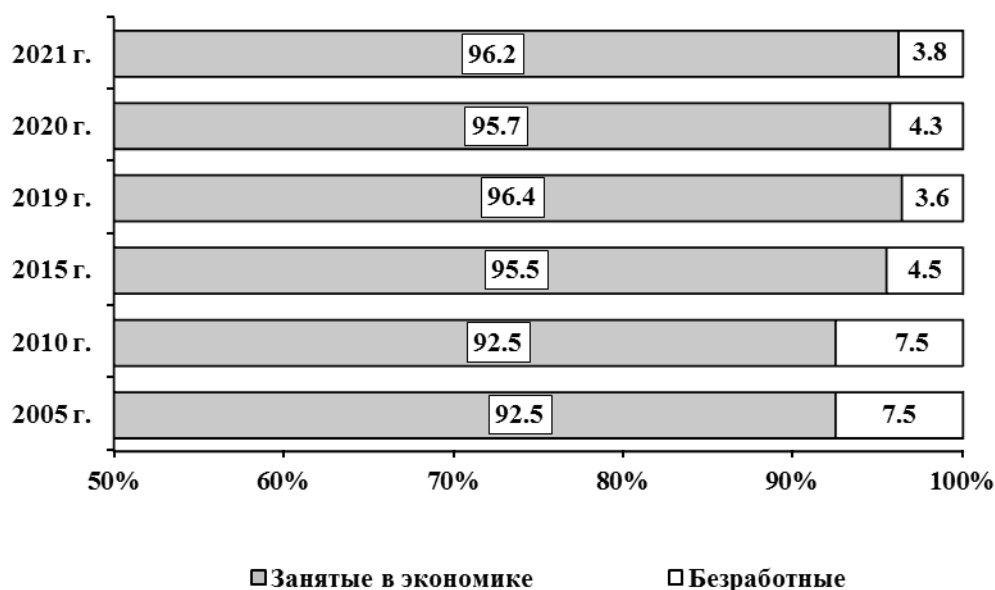 2021 г. 96.2 3.8
2020 г. 95.7 4.3
2019 г. 96.4 3.6
2015 г. 95.5 4.5
2010 г. 92.5 7.5
2005 г. 92.5 7.5
50% 60% 70% 80% 90% 100%
Занятые в экономике Безработные